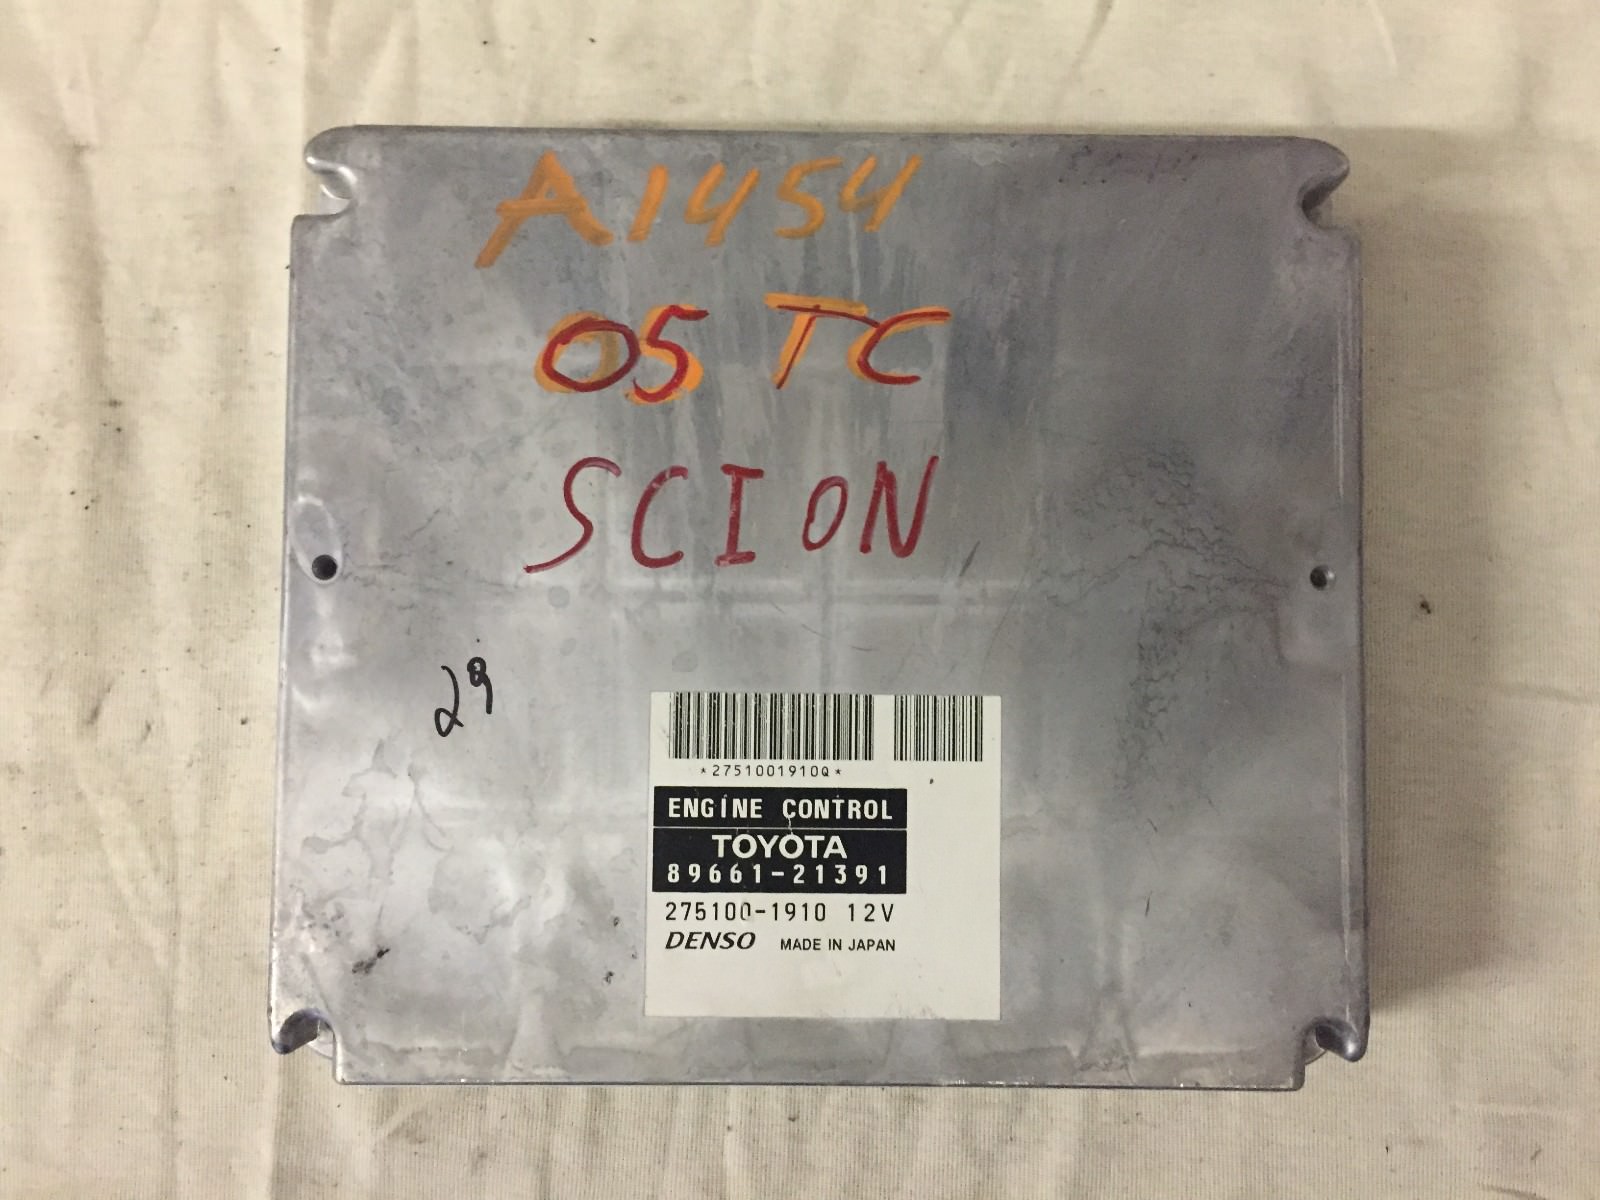 A1454
05 TC
SCION
29
*2751001910Q*
ENGINE CONTROL
TOYOTA
89661-21391
275100-1910 12V
DENSO MADE IN JAPAN